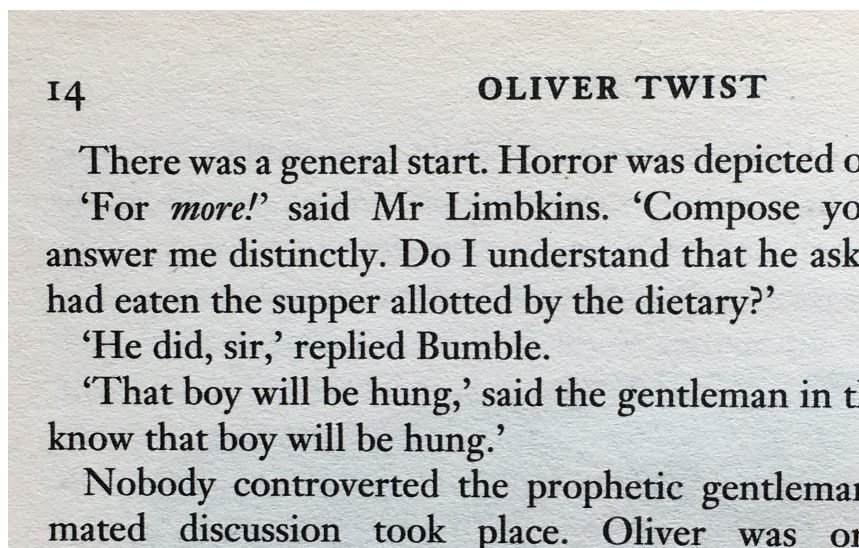 14 OLIVER TWIST
There was a general start. Horror was depicted
‘For more!’ said Mr Limbkins. ‘Compose
answer me distinctly. Do I understand that he
had eaten the supper allotted by the dietary?’
‘He did, sir,’ replied Bumble.
‘That boy will be hung,’ said the gentleman in
know that boy will be hung.’
Nobody controverted the prophetic
mated discussion took place. Oliver was